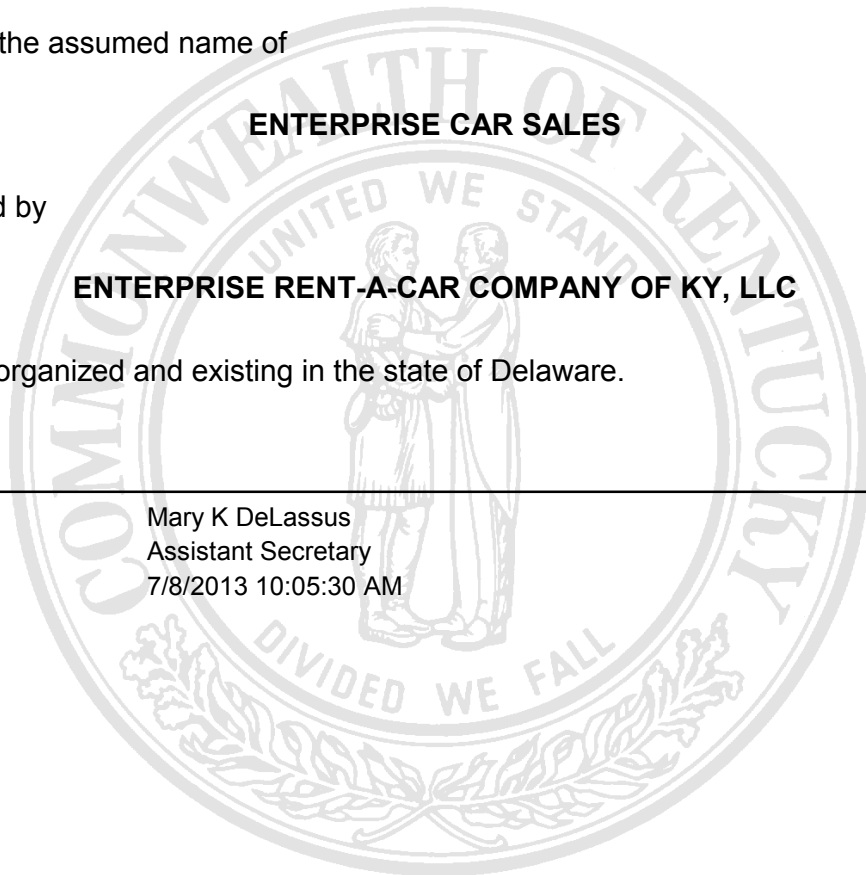 the assumed name of
ENTERPRISE CAR SALES
d by
ENTERPRISE RENT-A-CAR COMPANY OF KY, LLC
organized and existing in the state of Delaware.
Mary K DeLassus
Assistant Secretary
7/8/2013 10:05:30 AM
COMMONWEALTH OF KENTUCKY
UNITED WE STAND
DIVIDED WE FALL